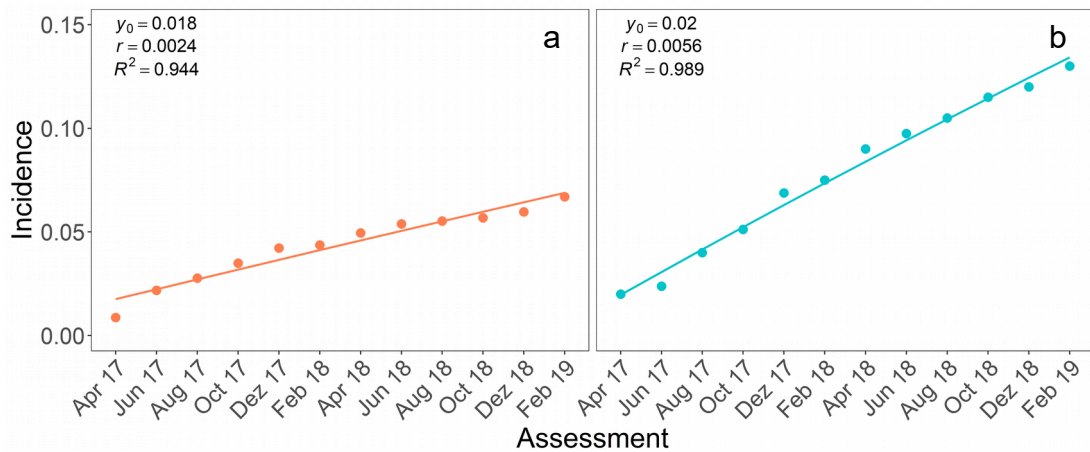 y₀ = 0.018
r = 0.0024
R² = 0.944
a
y₀ = 0.02
r = 0.0056
R² = 0.989
b
Incidence
0.15
0.10
0.05
0.00
Apr 17 Jun 17 Aug 17 Oct 17 Dez 17 Feb 18 Apr 18 Jun 18 Aug 18 Oct 18 Dez 18 Feb 19
Apr 17 Jun 17 Aug 17 Oct 17 Dez 17 Feb 18 Apr 18 Jun 18 Aug 18 Oct 18 Dez 18 Feb 19
Assessment